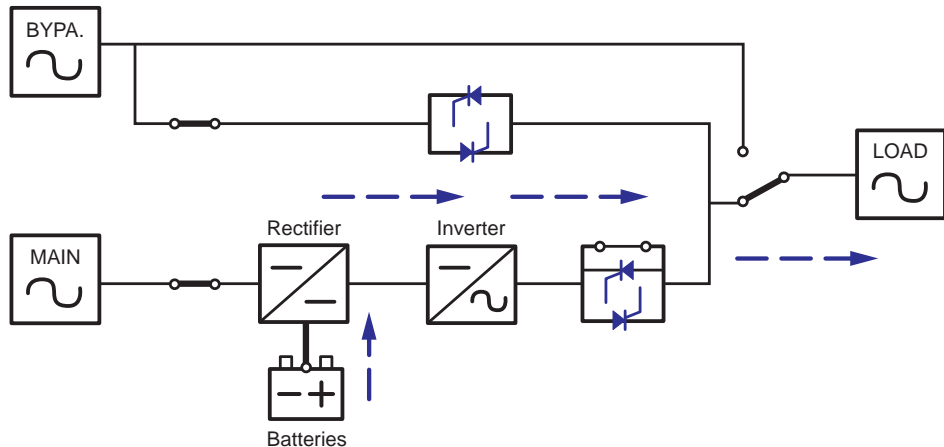 BYPA.
LOAD
Rectifier
Inverter
MAIN
Batteries